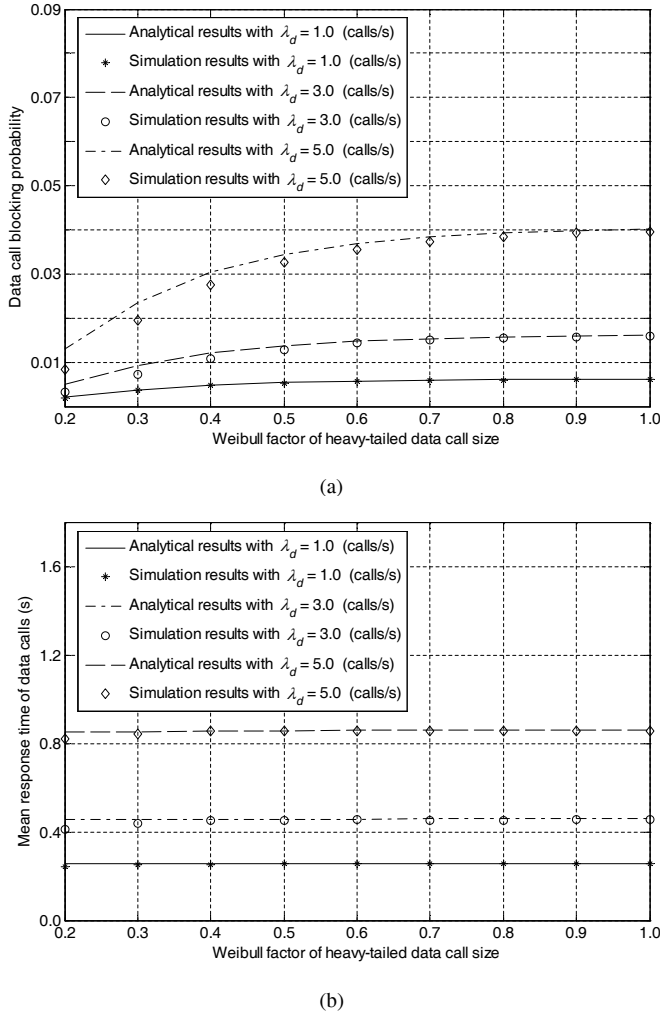 0.09
Analytical results with λd = 1.0 (calls/s)
Simulation results with λd = 1.0 (calls/s)
0.07
Analytical results with λd = 3.0 (calls/s)
Simulation results with λd = 3.0 (calls/s)
Analytical results with λd = 5.0 (calls/s)
0.05
Simulation results with λd = 5.0 (calls/s)
0.03
0.01
Data call blocking probability
0.2 0.3 0.4 0.5 0.6 0.7 0.8 0.9 1.0
Weibull factor of heavy-tailed data call size
(a)
Analytical results with λd = 1.0 (calls/s)
1.6
Simulation results with λd = 1.0 (calls/s)
Analytical results with λd = 3.0 (calls/s)
Simulation results with λd = 3.0 (calls/s)
1.2
Analytical results with λd = 5.0 (calls/s)
Simulation results with λd = 5.0 (calls/s)
0.8
0.4
0.0
Mean response time of data calls (s)
0.2 0.3 0.4 0.5 0.6 0.7 0.8 0.9 1.0
Weibull factor of heavy-tailed data call size
(b)